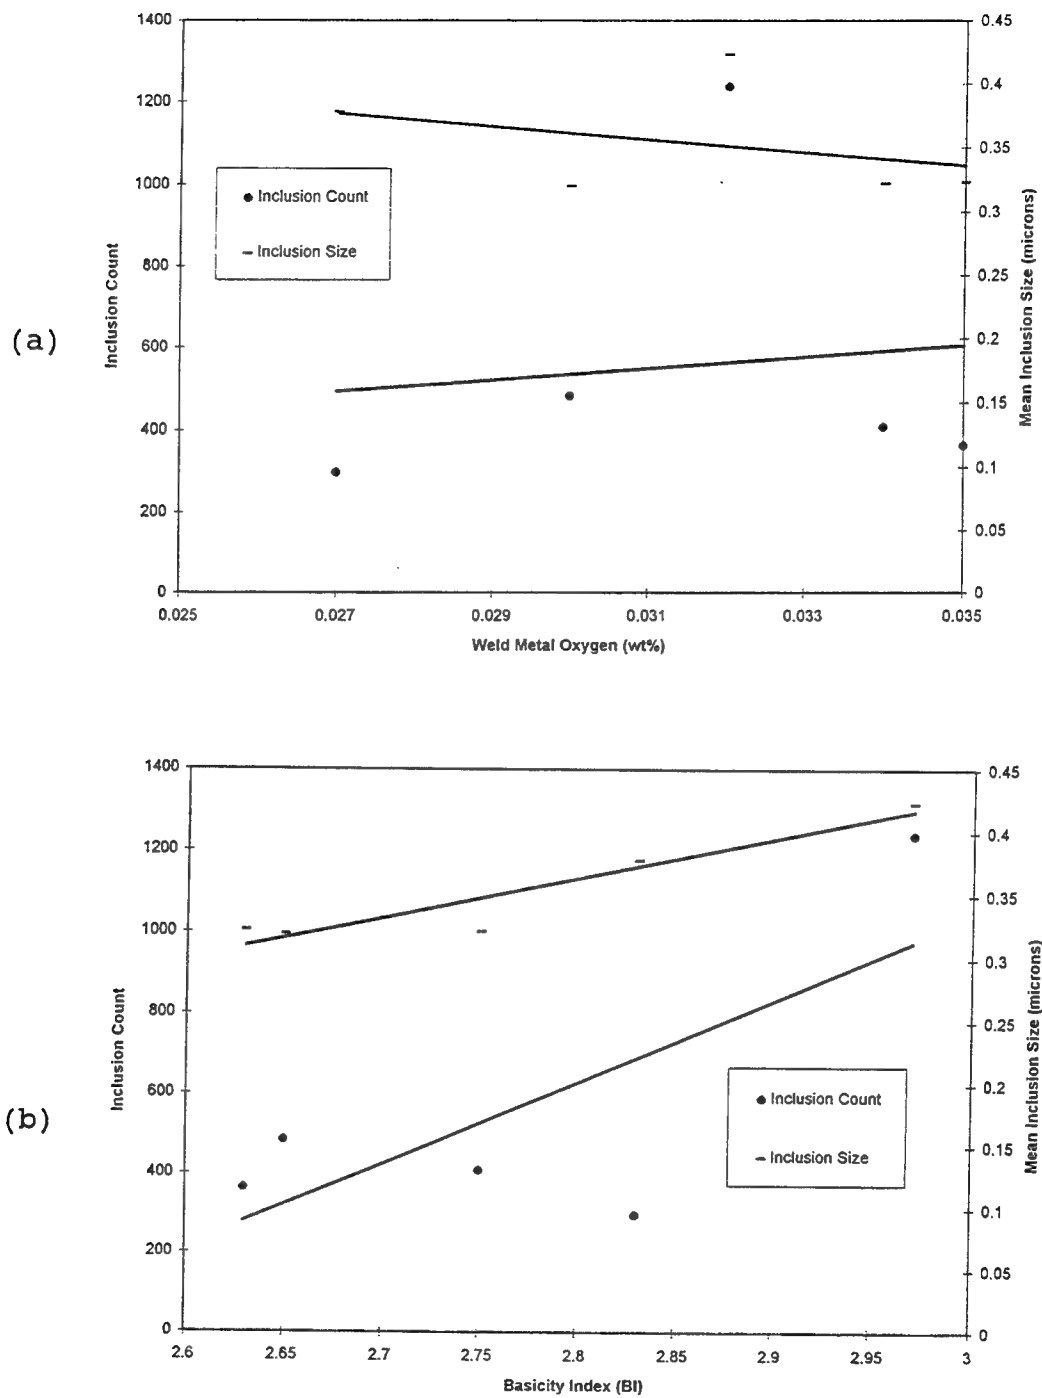 (a)
Inclusion Count
1400
1200
1000
800
600
400
200
0
Inclusion Count
Inclusion Size
0.45
0.4
0.35
0.3
0.25
0.2
0.15
0.1
0.05
0
Mean Inclusion Size (microns)
0.025 0.027 0.029 0.031 0.033 0.035
Weld Metal Oxygen (wt%)
(b)
Inclusion Count
1400
1200
1000
800
600
400
200
0
Inclusion Count
Inclusion Size
0.45
0.4
0.35
0.3
0.25
0.2
0.15
0.1
0.05
0
Mean Inclusion Size (microns)
2.6 2.65 2.7 2.75 2.8 2.85 2.9 2.95 3
Basicity Index (BI)